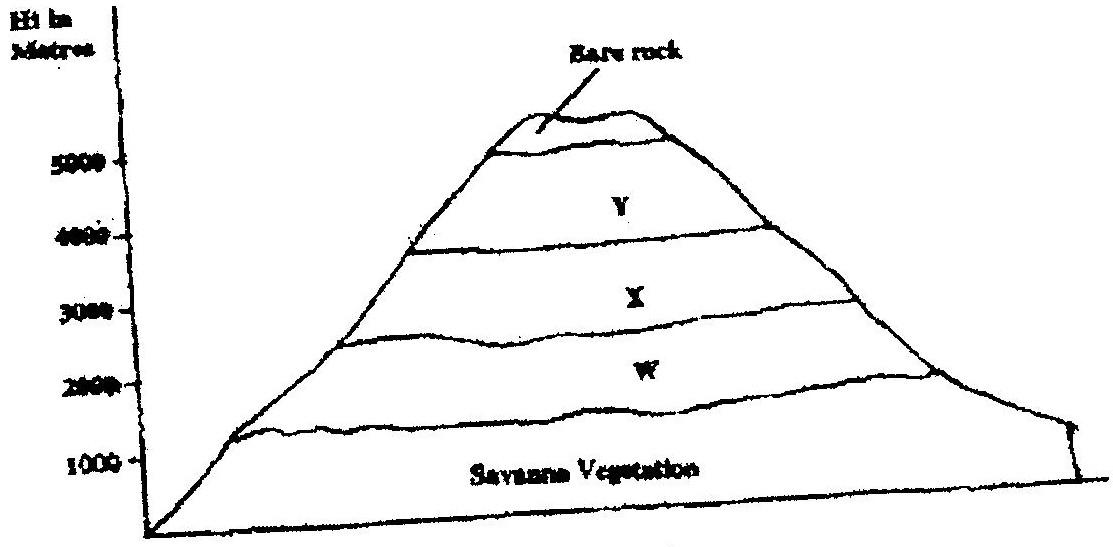 Ht in
Metres
Bare rock
5000
Y
4000
X
3000
W
2000
1000
Savanna Vegetation